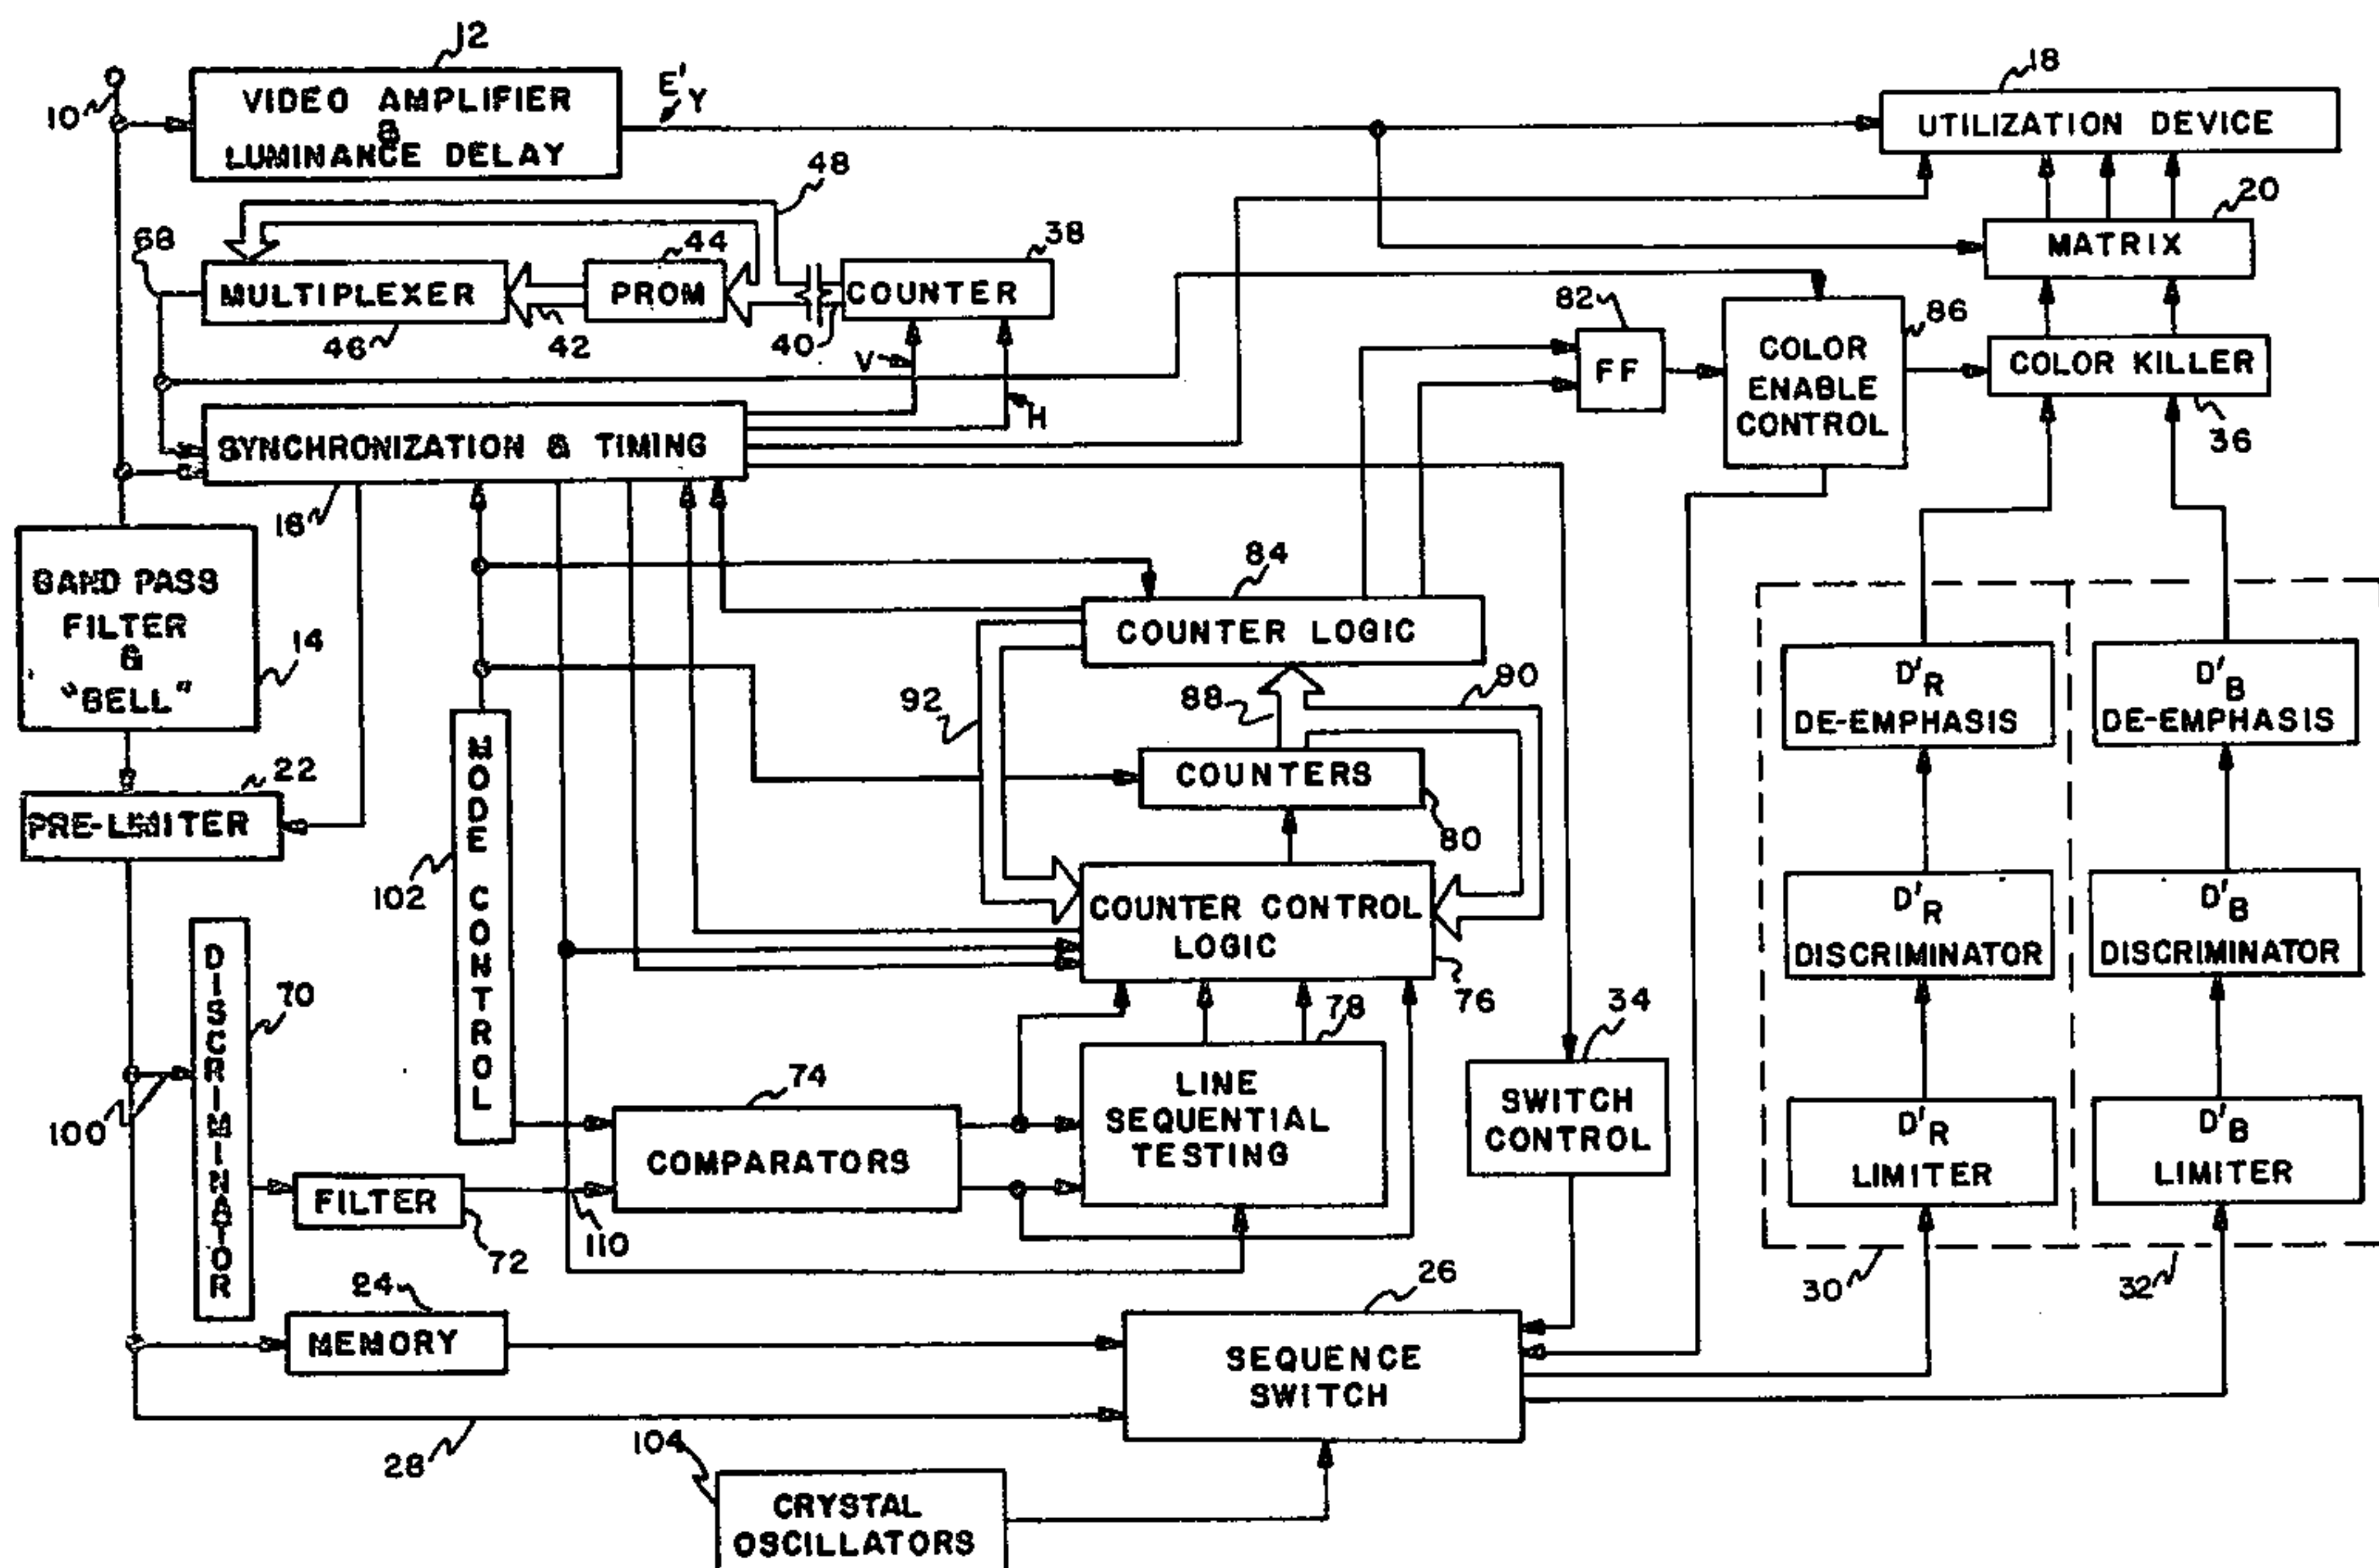 12
10
VIDEO AMPLIFIER
&
LUMINANCE DELAY
E'Y
18
UTILIZATION DEVICE
48
20
MATRIX
68
44
38
MULTIPLEXER
PROM
COUNTER
46
42
40
V
H
82
FF
COLOR
ENABLE
CONTROL
86
COLOR KILLER
36
SYNCHRONIZATION & TIMING
16
BAND PASS
FILTER
&
"BELL"
14
84
COUNTER LOGIC
92
88
90
COUNTERS
80
22
PRE-LIMITER
MODE CONTROL
102
COUNTER CONTROL
LOGIC
76
D'R
DE-EMPHASIS
D'B
DE-EMPHASIS
D'R
DISCRIMINATOR
D'B
DISCRIMINATOR
DISCRIMINATOR
70
78
34
100
74
COMPARATORS
LINE
SEQUENTIAL
TESTING
SWITCH
CONTROL
D'R
LIMITER
D'B
LIMITER
FILTER
72
110
30
32
24
MEMORY
26
SEQUENCE
SWITCH
28
104
CRYSTAL
OSCILLATORS